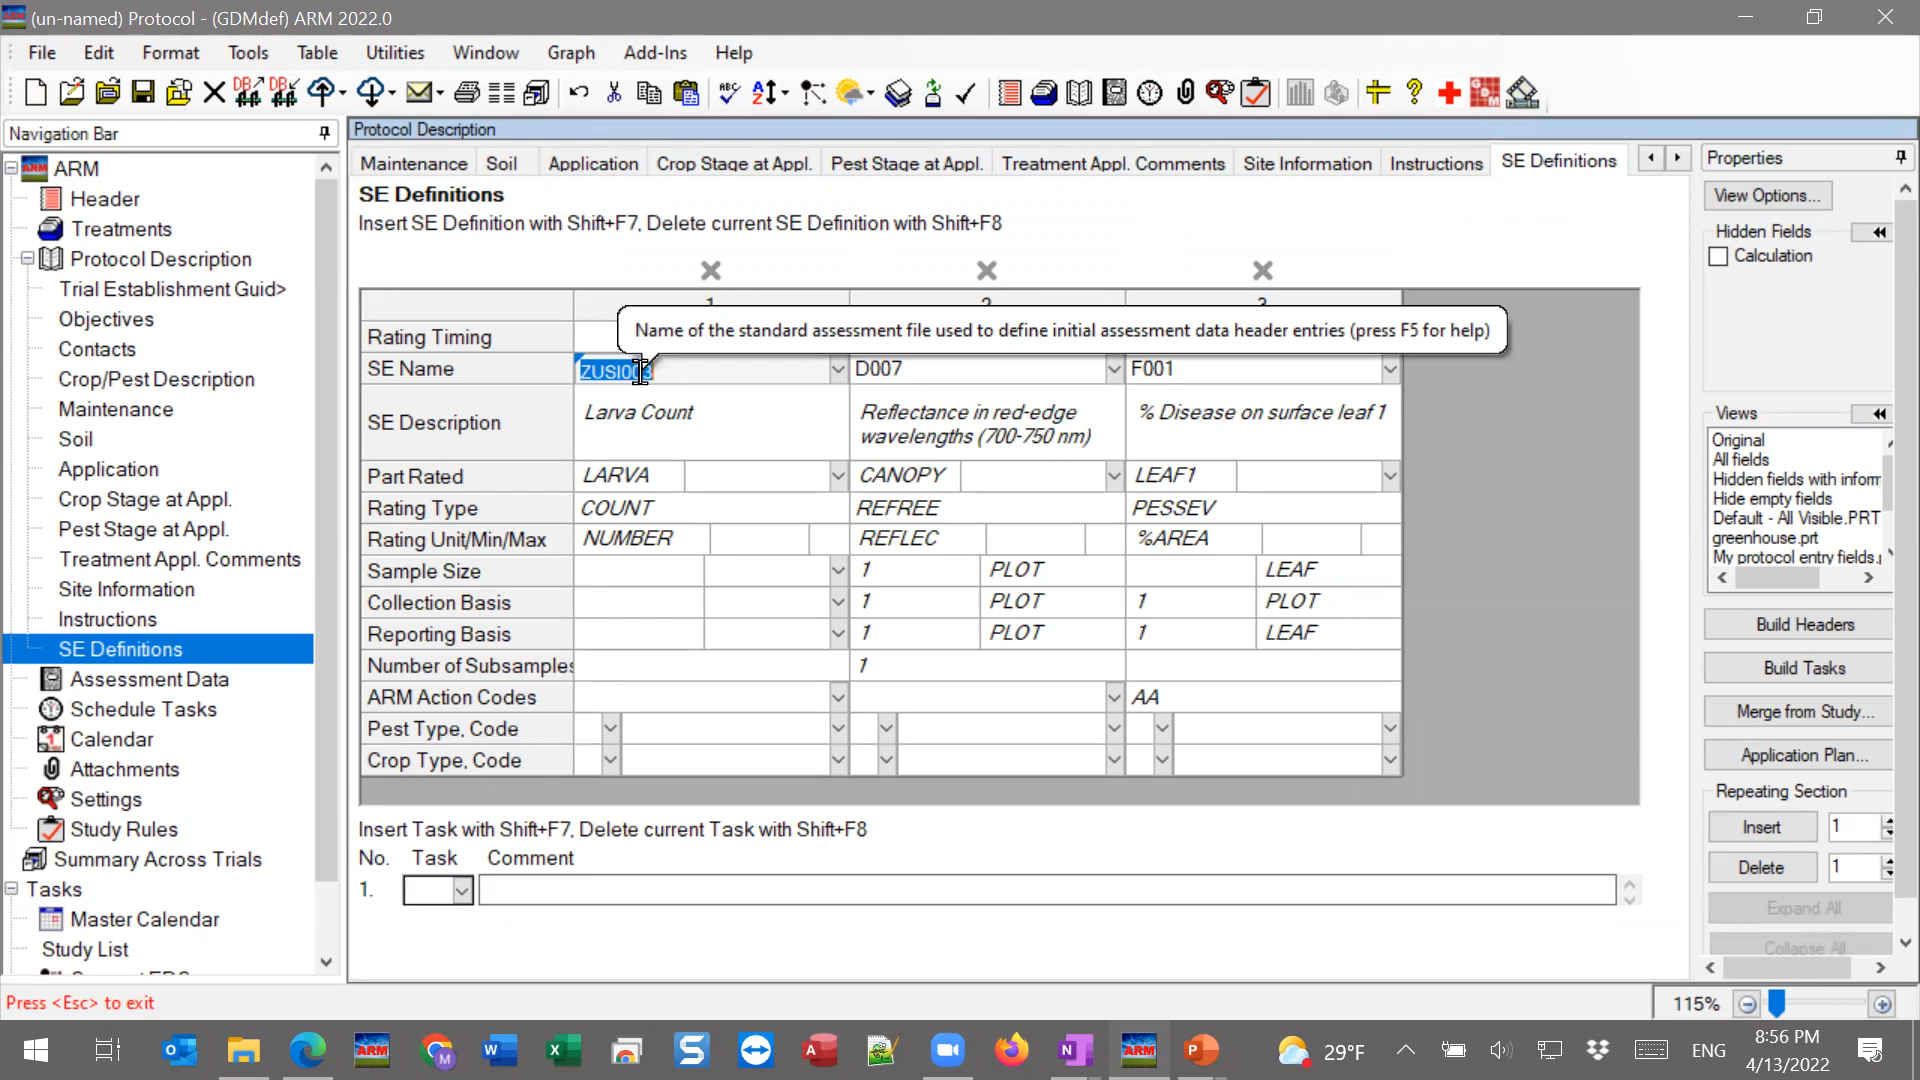 (un-named) Protocol - (GDMdef) ARM 2022.0
File Edit Format Tools Table Utilities Window Graph Add-Ins Help
Navigation Bar
ARM
Header
Treatments
Protocol Description
Trial Establishment Guid>
Objectives
Contacts
Crop/Pest Description
Maintenance
Soil
Application
Crop Stage at Appl.
Pest Stage at Appl.
Treatment Appl. Comments
Site Information
Instructions
SE Definitions
Assessment Data
Schedule Tasks
Calendar
Attachments
Settings
Study Rules
Summary Across Trials
Tasks
Master Calendar
Study List
Protocol Description
Maintenance Soil Application Crop Stage at Appl. Pest Stage at Appl. Treatment Appl. Comments Site Information Instructions SE Definitions
SE Definitions
Insert SE Definition with Shift+F7, Delete current SE Definition with Shift+F8
1 2 3
Name of the standard assessment file used to define initial assessment data header entries (press F5 for help)
Rating Timing
SE Name ZUSI003 D007 F001
SE Description Larva Count Reflectance in red-edge wavelengths (700-750 nm) % Disease on surface leaf 1
Part Rated LARVA CANOPY LEAF1
Rating Type COUNT REFREE PESSEV
Rating Unit/Min/Max NUMBER REFLEC %AREA
Sample Size 1 PLOT LEAF
Collection Basis 1 PLOT 1 PLOT
Reporting Basis 1 PLOT 1 LEAF
Number of Subsamples 1
ARM Action Codes AA
Pest Type, Code
Crop Type, Code
Insert Task with Shift+F7, Delete current Task with Shift+F8
No. Task Comment
1.
Properties
View Options...
Hidden Fields
Calculation
Views
Original
All fields
Hidden fields with inform
Hide empty fields
Default - All Visible.PRT
greenhouse.prt
My protocol entry fields.
Build Headers
Build Tasks
Merge from Study...
Application Plan...
Repeating Section
Insert 1
Delete 1
Expand All
Collapse All
Press <Esc> to exit
115%
29°F
ENG
8:56 PM
4/13/2022